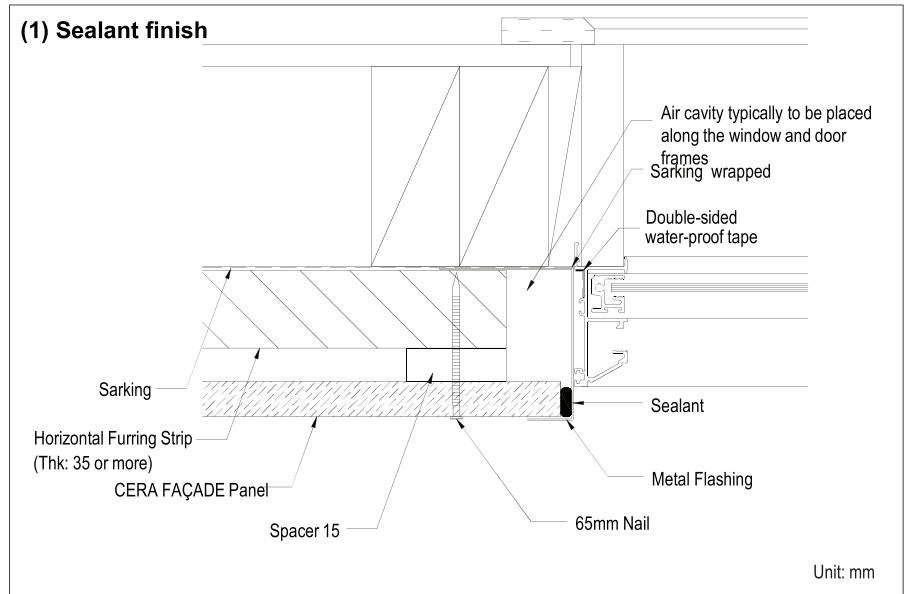 (1) Sealant finish
Air cavity typically to be placed
along the window and door
frames
Sarking wrapped
Double-sided
water-proof tape
Sarking
Sealant
Horizontal Furring Strip
(Thk: 35 or more)
Metal Flashing
CERA FAÇADE Panel
65mm Nail
Spacer 15
Unit: mm